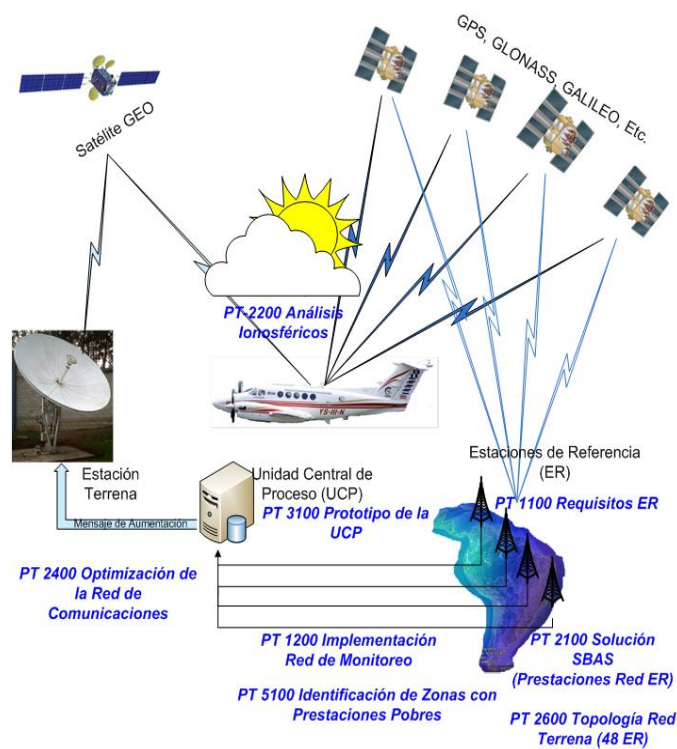 GPS, GLONASS, GALILEO, Etc.
Satélite GEO
PT-2200 Análisis
Ionosféricos
YS-111-N
Estación
Terrena
Mensaje de Aumentación
Unidad Central de
Proceso (UCP)
PT 3100 Prototipo de la
UCP
Estaciones de Referencia
(ER)
PT 1100 Requisitos ER
PT 2400 Optimización de
la Red de
Comunicaciones
PT 1200 Implementación
Red de Monitoreo
PT 2100 Solución
SBAS
(Prestaciones Red ER)
PT 5100 Identificación de Zonas con
Prestaciones Pobres
PT 2600 Topología Red
Terrena (48 ER)